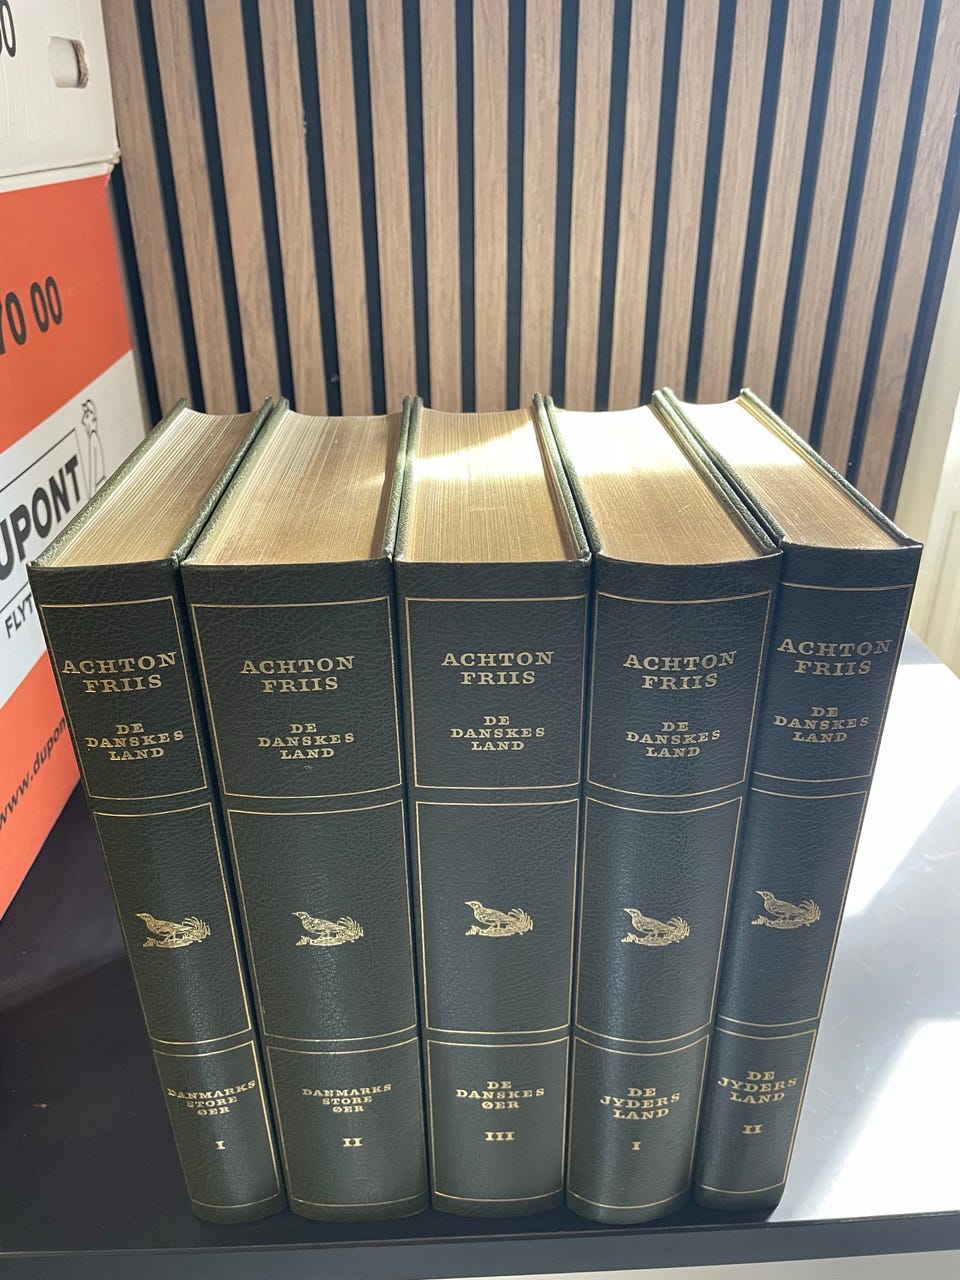 00
70 00
DUPONT
FLYT
www.dupon
ACHTON
FRIIS
DE
DANSKES
LAND
DANMARKS
STORE
ØER
I
ACHTON
FRIIS
DE
DANSKES
LAND
DANMARKS
STORE
ØER
II
ACHTON
FRIIS
DE
DANSKES
LAND
DE
DANSKES
ØER
III
ACHTON
FRIIS
DE
DANSKES
LAND
DE
JYDERS
LAND
I
ACHTON
FRIIS
DE
DANSKES
LAND
DE
JYDERS
LAND
II